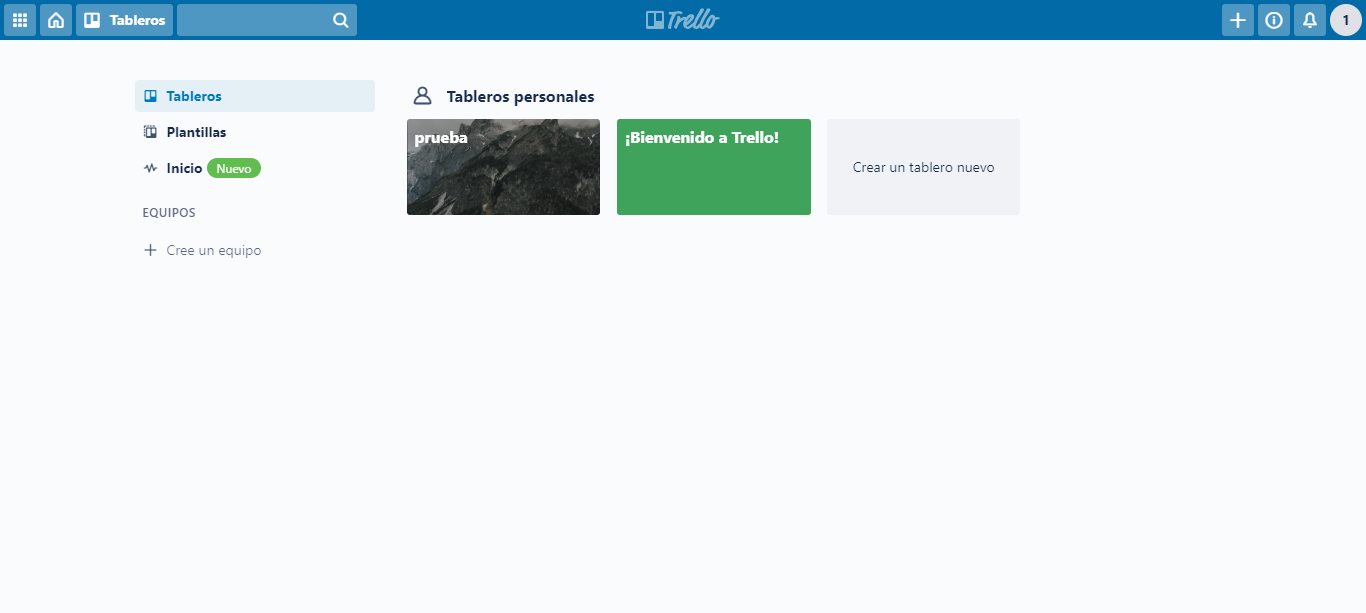 Tableros
Trello
1
Tableros
Plantillas
Inicio Nuevo
EQUIPOS
Cree un equipo
Tableros personales
prueba
¡Bienvenido a Trello!
Crear un tablero nuevo